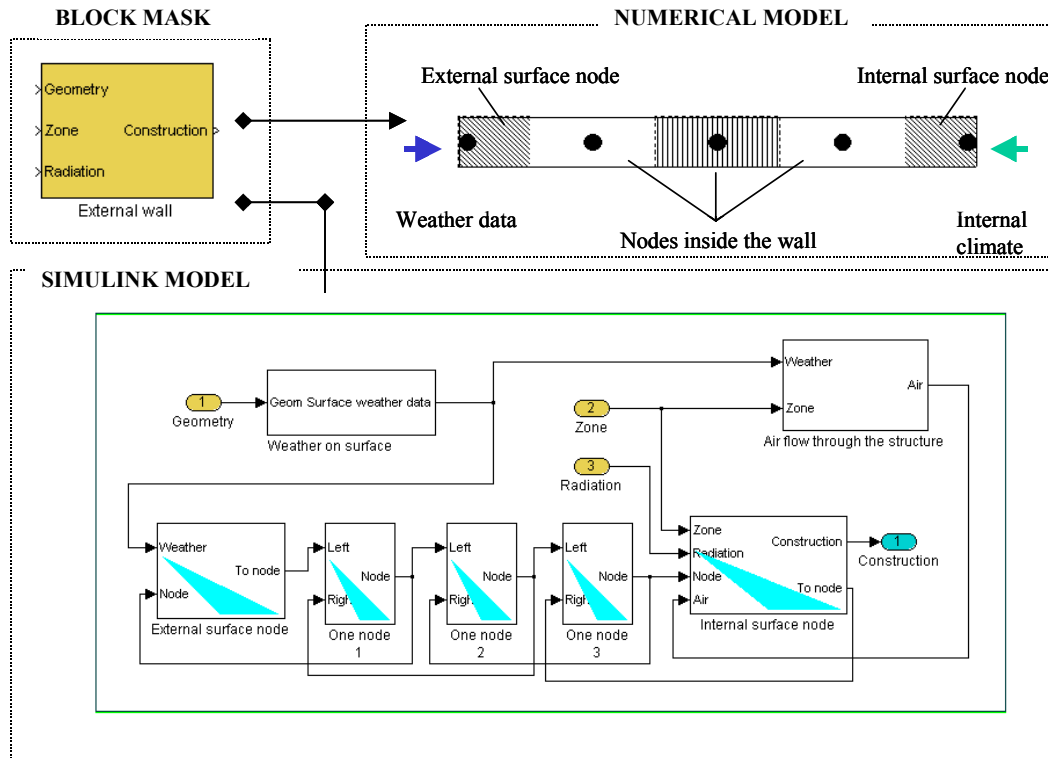 BLOCK MASK
Geometry
Zone
Construction
Radiation
External wall
NUMERICAL MODEL
External surface node
Internal surface node
Weather data
Nodes inside the wall
Internal
climate
SIMULINK MODEL
1
Geometry
Geom Surface weather data
Weather on surface
2
Zone
3
Radiation
Weather
Air
Zone
Air flow through the structure
Weather
To node
Node
External surface node
Left
Node
Right
One node
1
Left
Node
Right
One node
2
Left
Node
Right
One node
3
Zone
Radiation
Construction
Node
To node
Air
Internal surface node
1
Construction